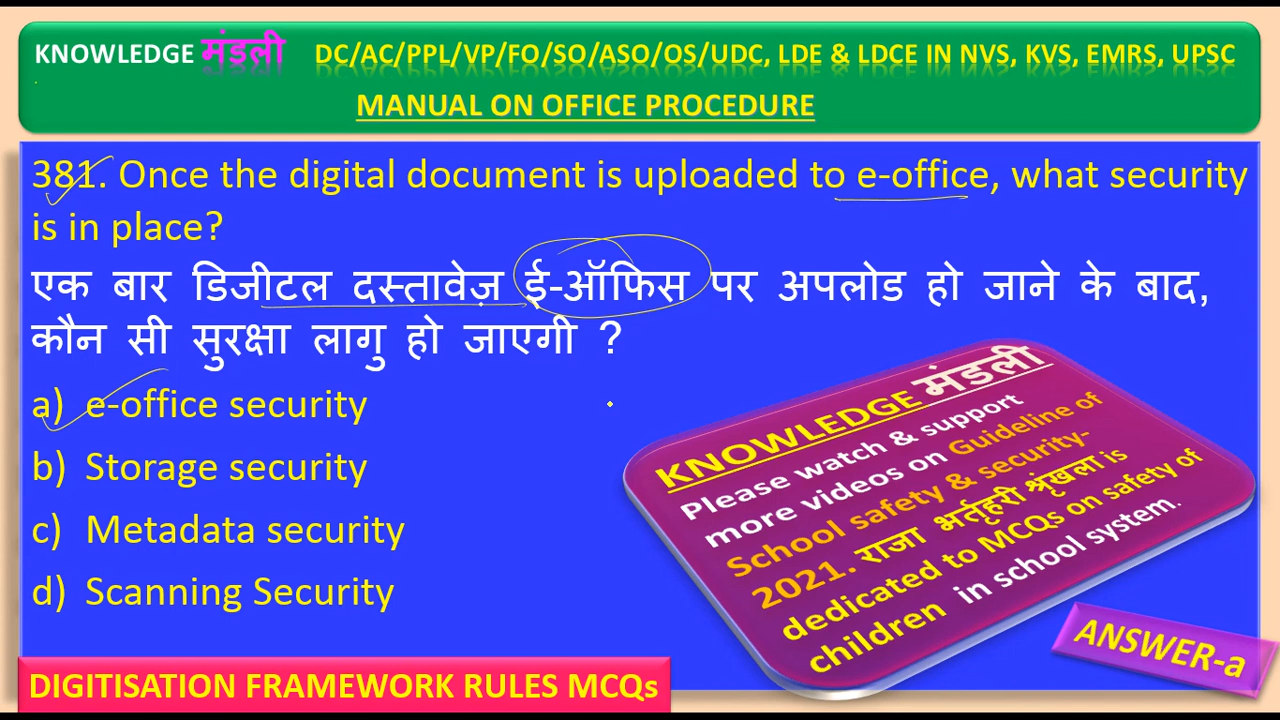 KNOWLEDGE मंडली DC/AC/PPL/VP/FO/SO/ASO/OS/UDC, LDE & LDCE IN NVS, KVS, EMRS, UPSC
MANUAL ON OFFICE PROCEDURE
381. Once the digital document is uploaded to e-office, what security
is in place?
एक बार डिजीटल दस्तावेज़ ई-ऑफिस पर अपलोड हो जाने के बाद,
कौन सी सुरक्षा लागु हो जाएगी ?
a) e-office security
b) Storage security
c) Metadata security
d) Scanning Security
KNOWLEDGE मंडली
Please watch & support
more videos on Guideline of
School safety & security-
2021. राजा भर्तृहरी श्रृंखला is
dedicated to MCQs on safety of
children in school system.
ANSWER-a
DIGITISATION FRAMEWORK RULES MCQs